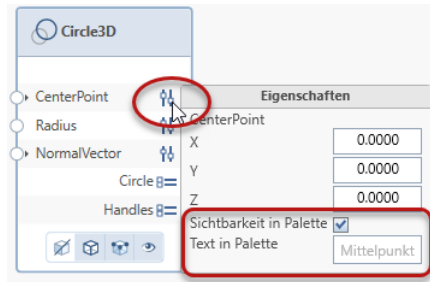 Circle3D
CenterPoint
Radius
NormalVector
Circle
Handles
Eigenschaften
CenterPoint
X 0.0000
Y 0.0000
Z 0.0000
Sichtbarkeit in Palette
Text in Palette Mittelpunkt